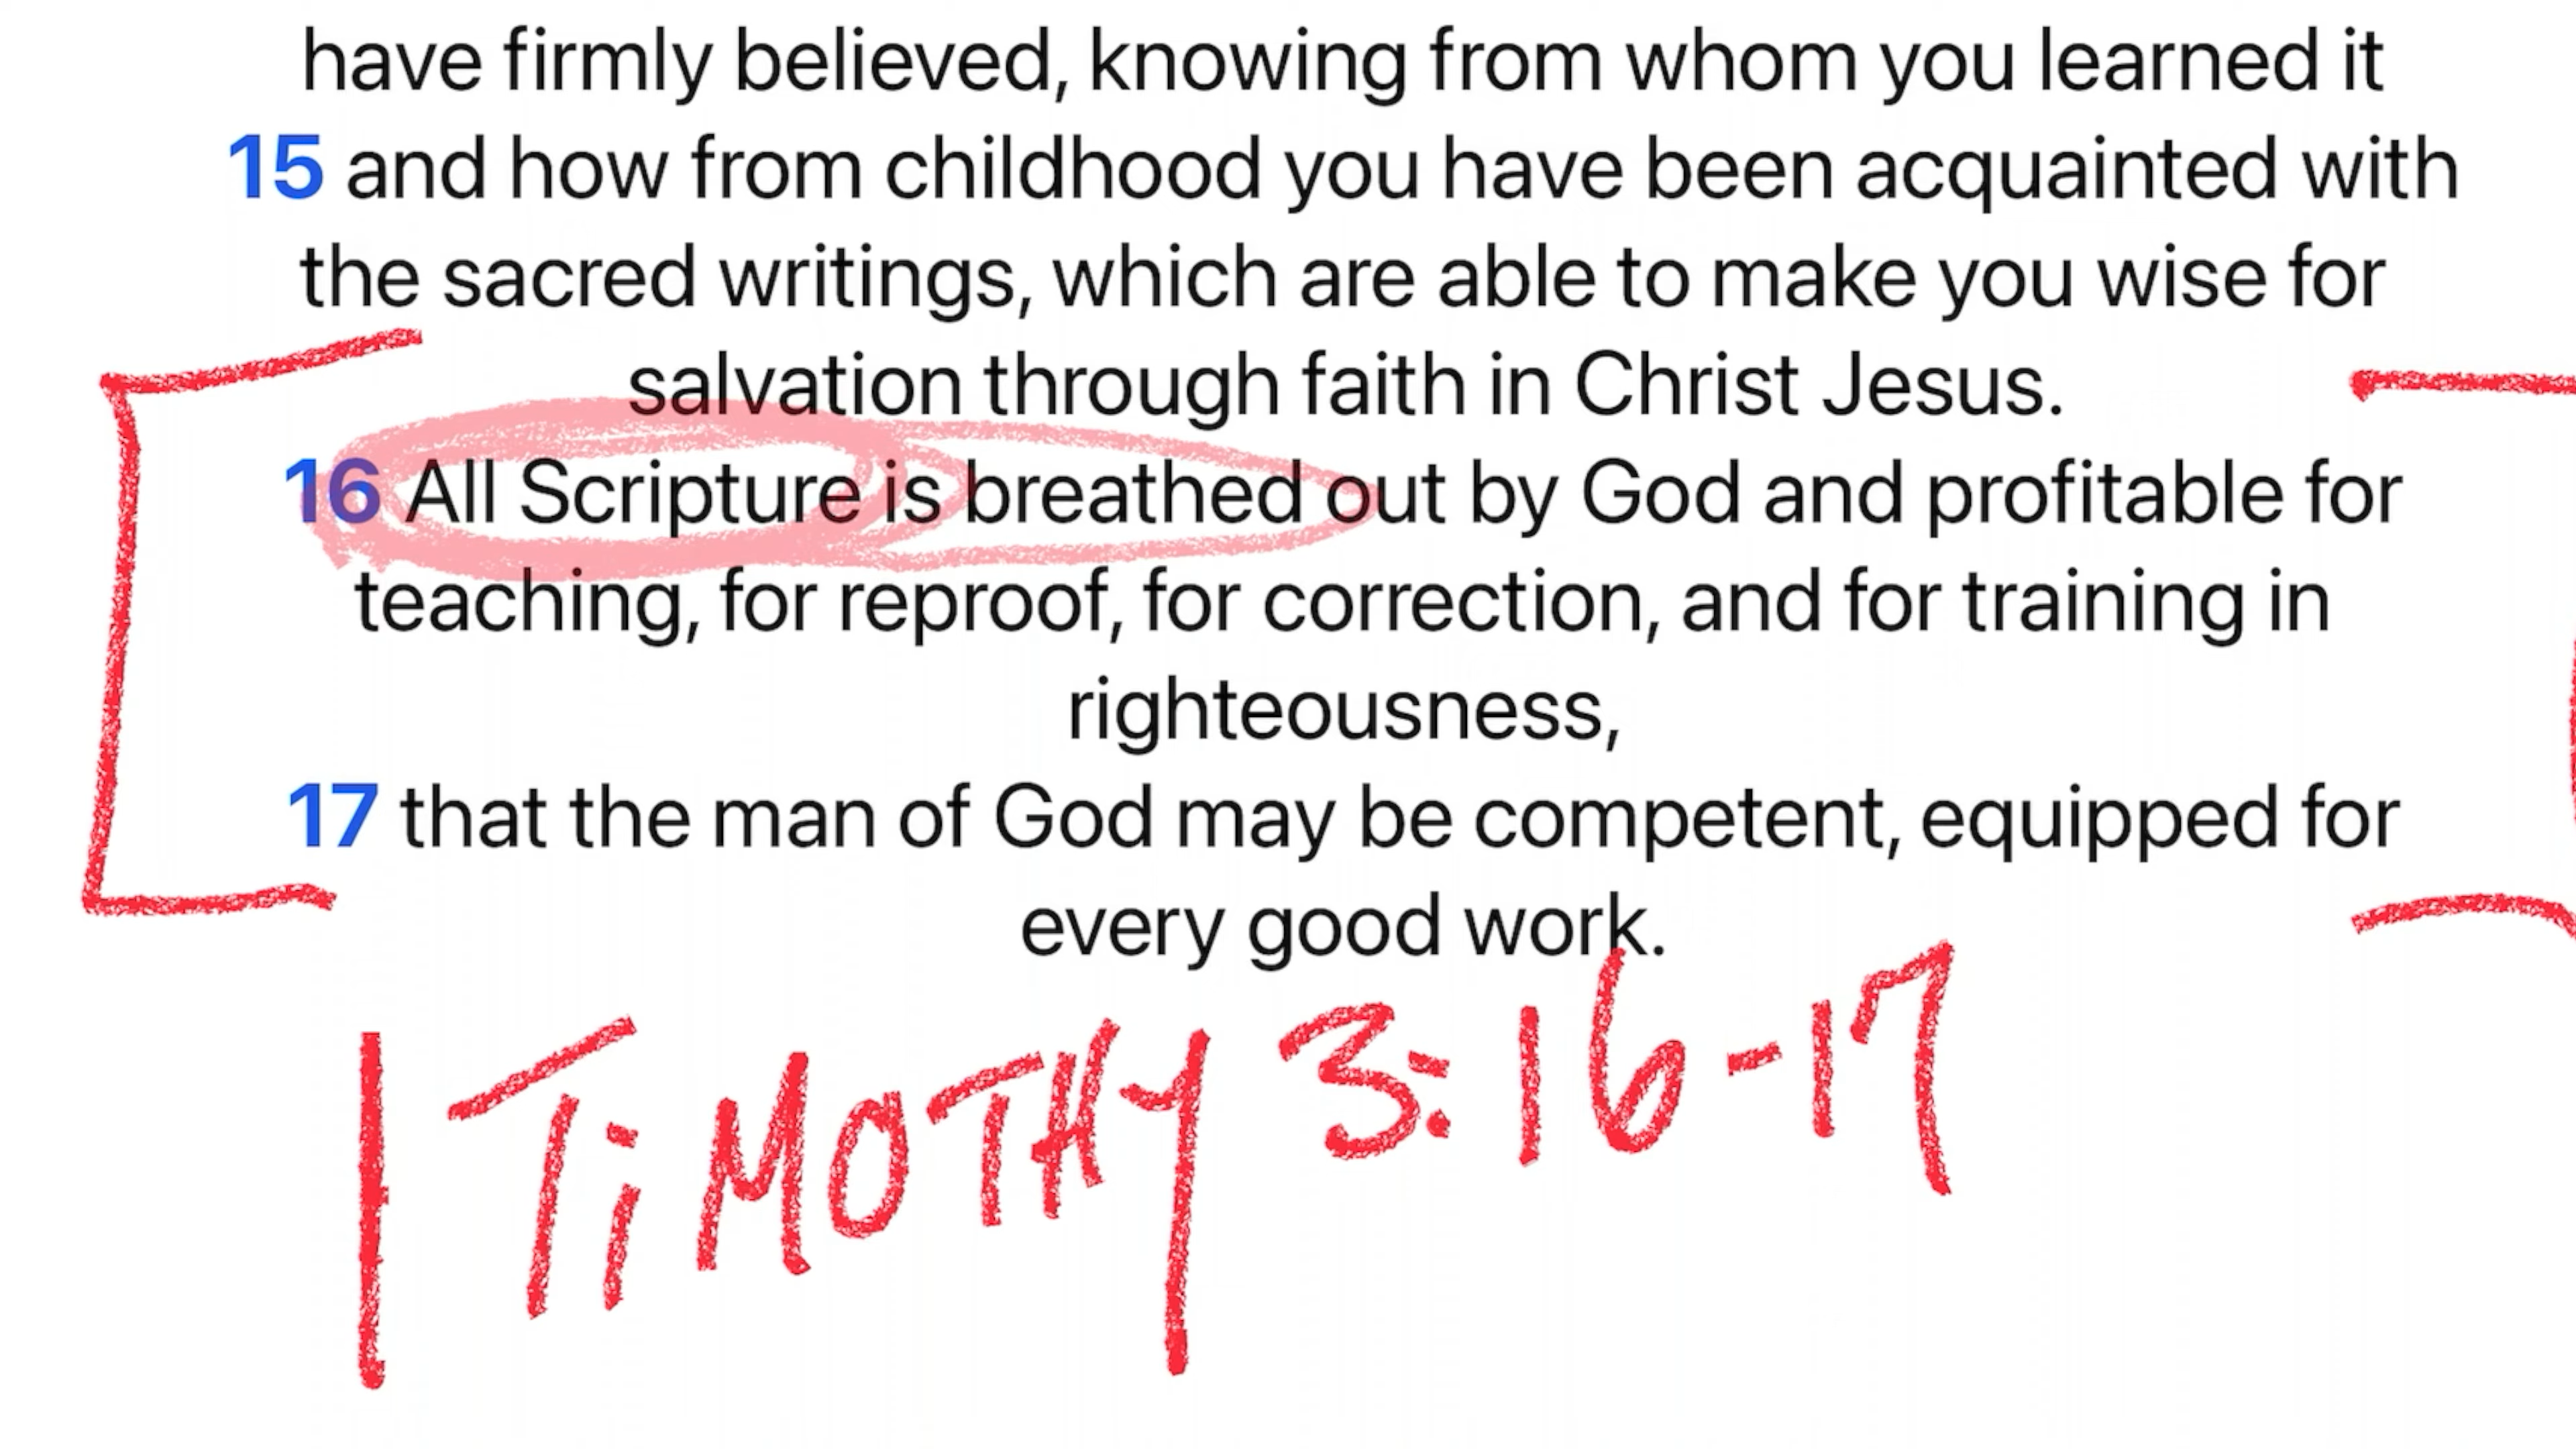 have firmly believed, knowing from whom you learned it
15 and how from childhood you have been acquainted with
the sacred writings, which are able to make you wise for
salvation through faith in Christ Jesus.
16 All Scripture is breathed out by God and profitable for
teaching, for reproof, for correction, and for training in
righteousness,
17 that the man of God may be competent, equipped for
every good work.
1 TiMOTHY 3:16-17